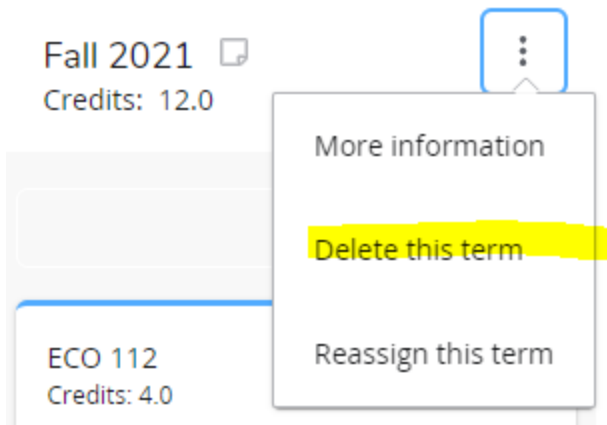 Fall 2021
Credits: 12.0
More information
Delete this term
Reassign this term
ECO 112
Credits: 4.0